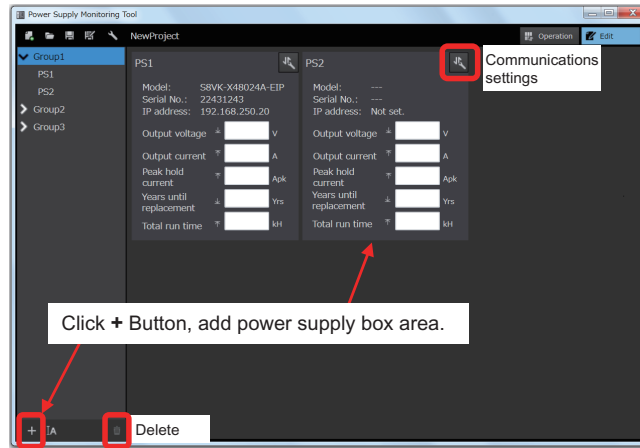 Power Supply Monitoring Tool
NewProject
Operation
Edit
Group1
PS1
PS2
Group2
Group3
PS1
Model: S8VK-X48024A-EIP
Serial No.: 22431243
IP address: 192.168.250.20
Output voltage V
Output current A
Peak hold
current Apk
Years until
replacement Yrs
Total run time kH
PS2
Model: ---
Serial No.: ---
IP address: Not set.
Output voltage V
Output current A
Peak hold
current Apk
Years until
replacement Yrs
Total run time kH
Communications
settings
Click + Button, add power supply box area.
Delete